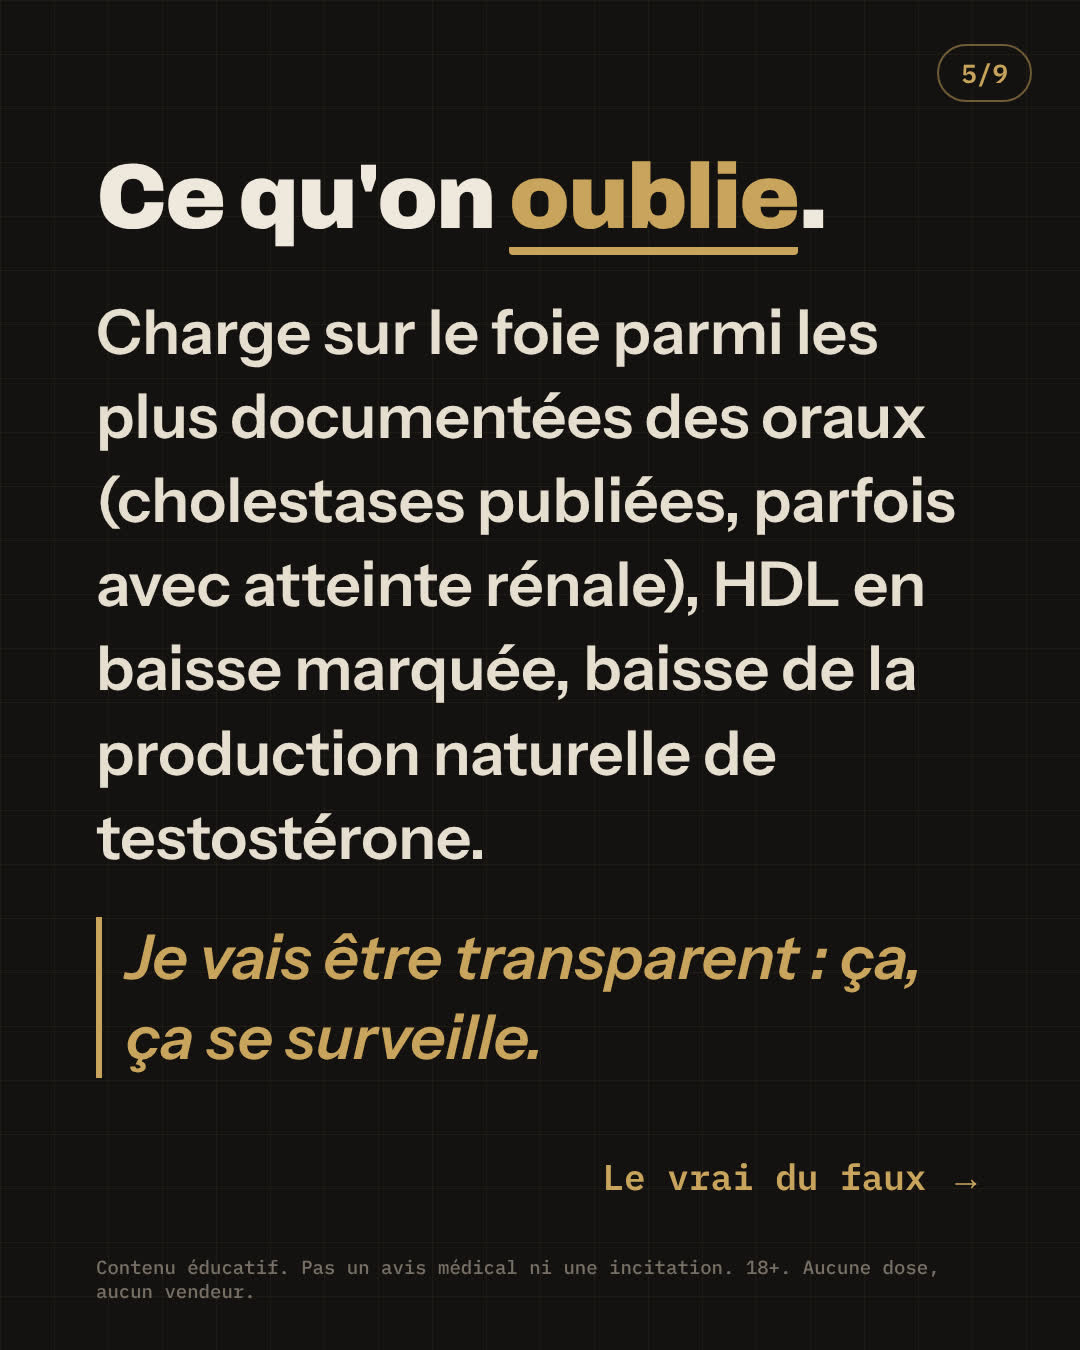 5/9
Ce qu'on oublie.
Charge sur le foie parmi les
plus documentées des oraux
(cholestases publiées, parfois
avec atteinte rénale), HDL en
baisse marquée, baisse de la
production naturelle de
testostérone.
Je vais être transparent : ça,
ça se surveille.
Le vrai du faux →
Contenu éducatif. Pas un avis médical ni une incitation. 18+. Aucune dose,
aucun vendeur.